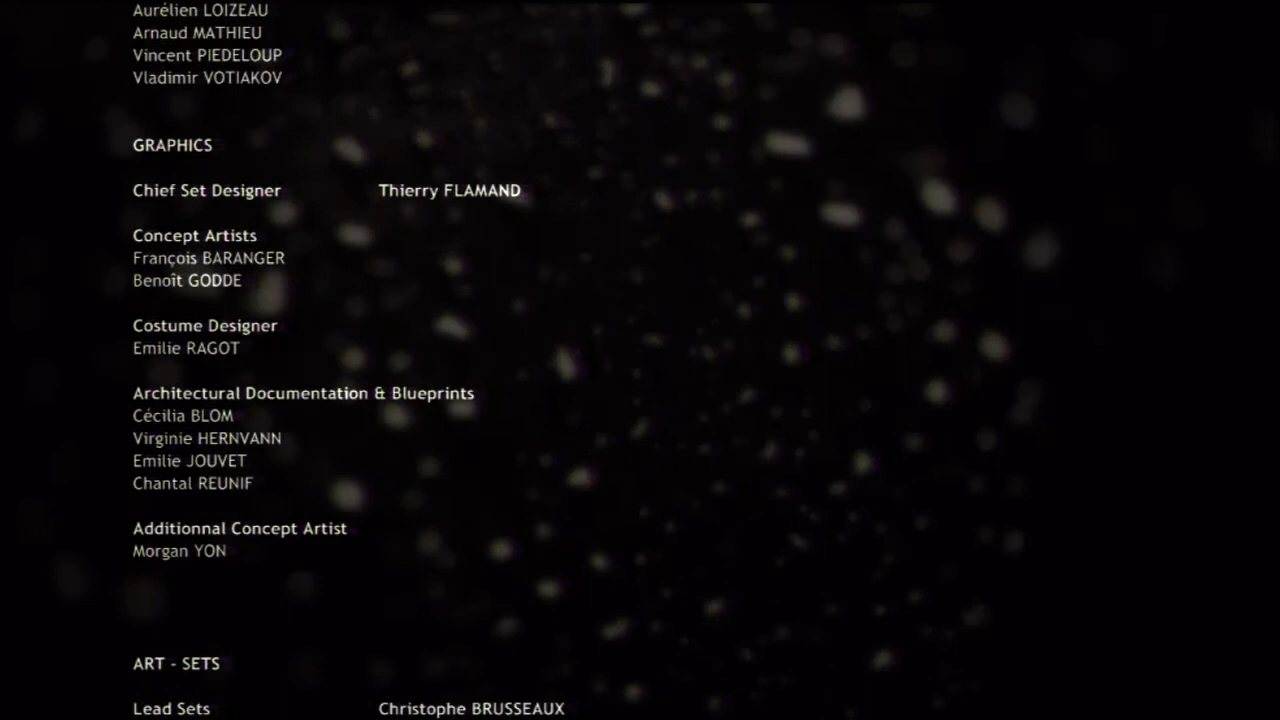 Aurélien LOIZEAU
Arnaud MATHIEU
Vincent PIEDELOUP
Vladimir VOTIAKOV
GRAPHICS
Chief Set Designer Thierry FLAMAND
Concept Artists
François BARANGER
Benoît GODDE
Costume Designer
Emilie RAGOT
Architectural Documentation & Blueprints
Cécilia BLOM
Virginie HERNVANN
Emilie JOUVET
Chantal REUNIF
Additionnal Concept Artist
Morgan YON
ART - SETS
Lead Sets Christophe BRUSSEAUX